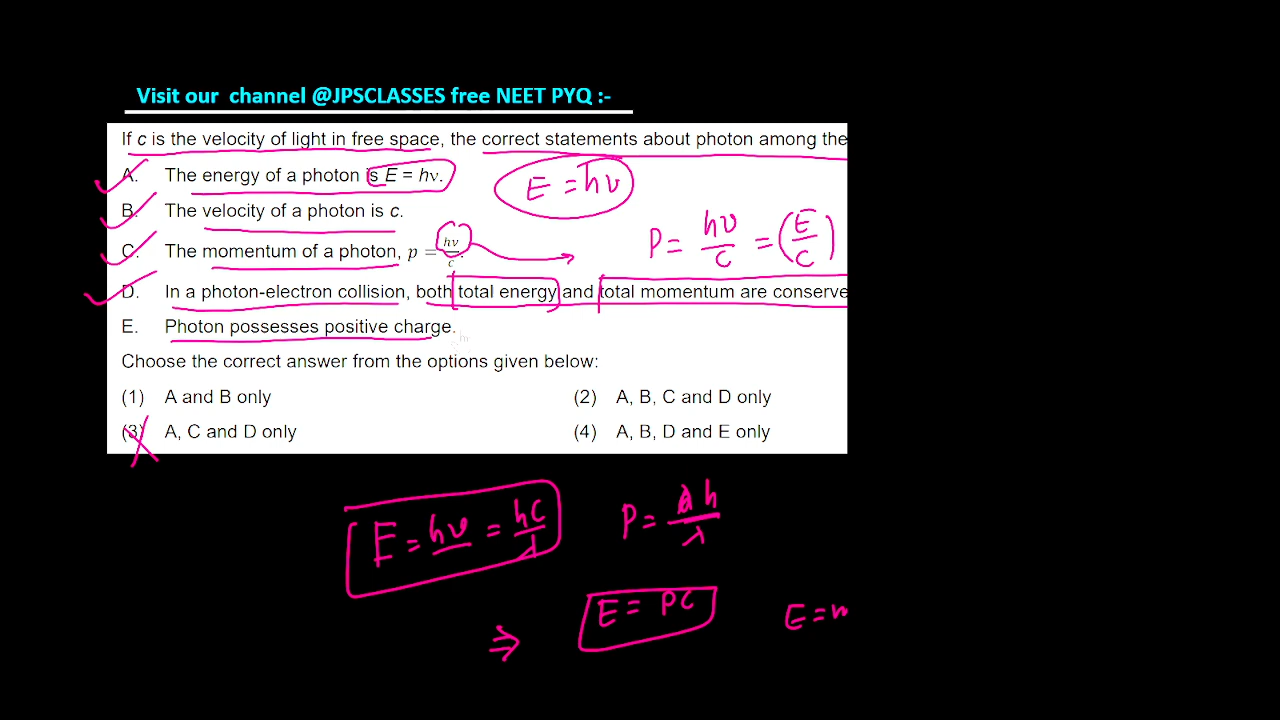 Visit our channel @JPSCLASSES free NEET PYQ :-
If c is the velocity of light in free space, the correct statements about photon among the
A. The energy of a photon is E = hν.
E = hν
B. The velocity of a photon is c.
C. The momentum of a photon, p = hν/c.
P = hν/c = (E/c)
D. In a photon-electron collision, both total energy and total momentum are conserve
E. Photon possesses positive charge.
Choose the correct answer from the options given below:
(1) A and B only
(2) A, B, C and D only
(3) A, C and D only
(4) A, B, D and E only
E = hν = hc/λ
P = h/λ
⇒ E = PC
E = m